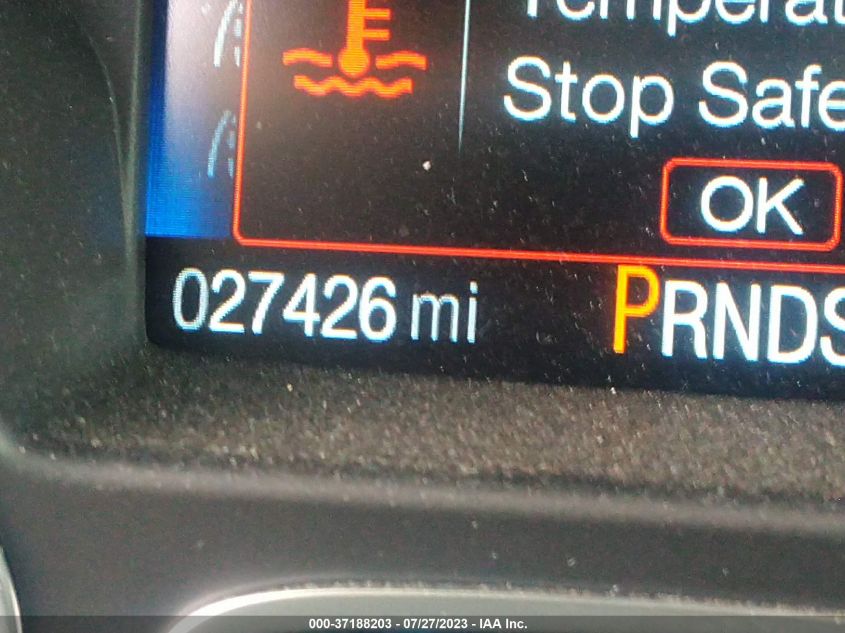 Stop Safe
OK
027426 mi
PRNDS
000-37188203 - 07/27/2023 - IAA Inc.